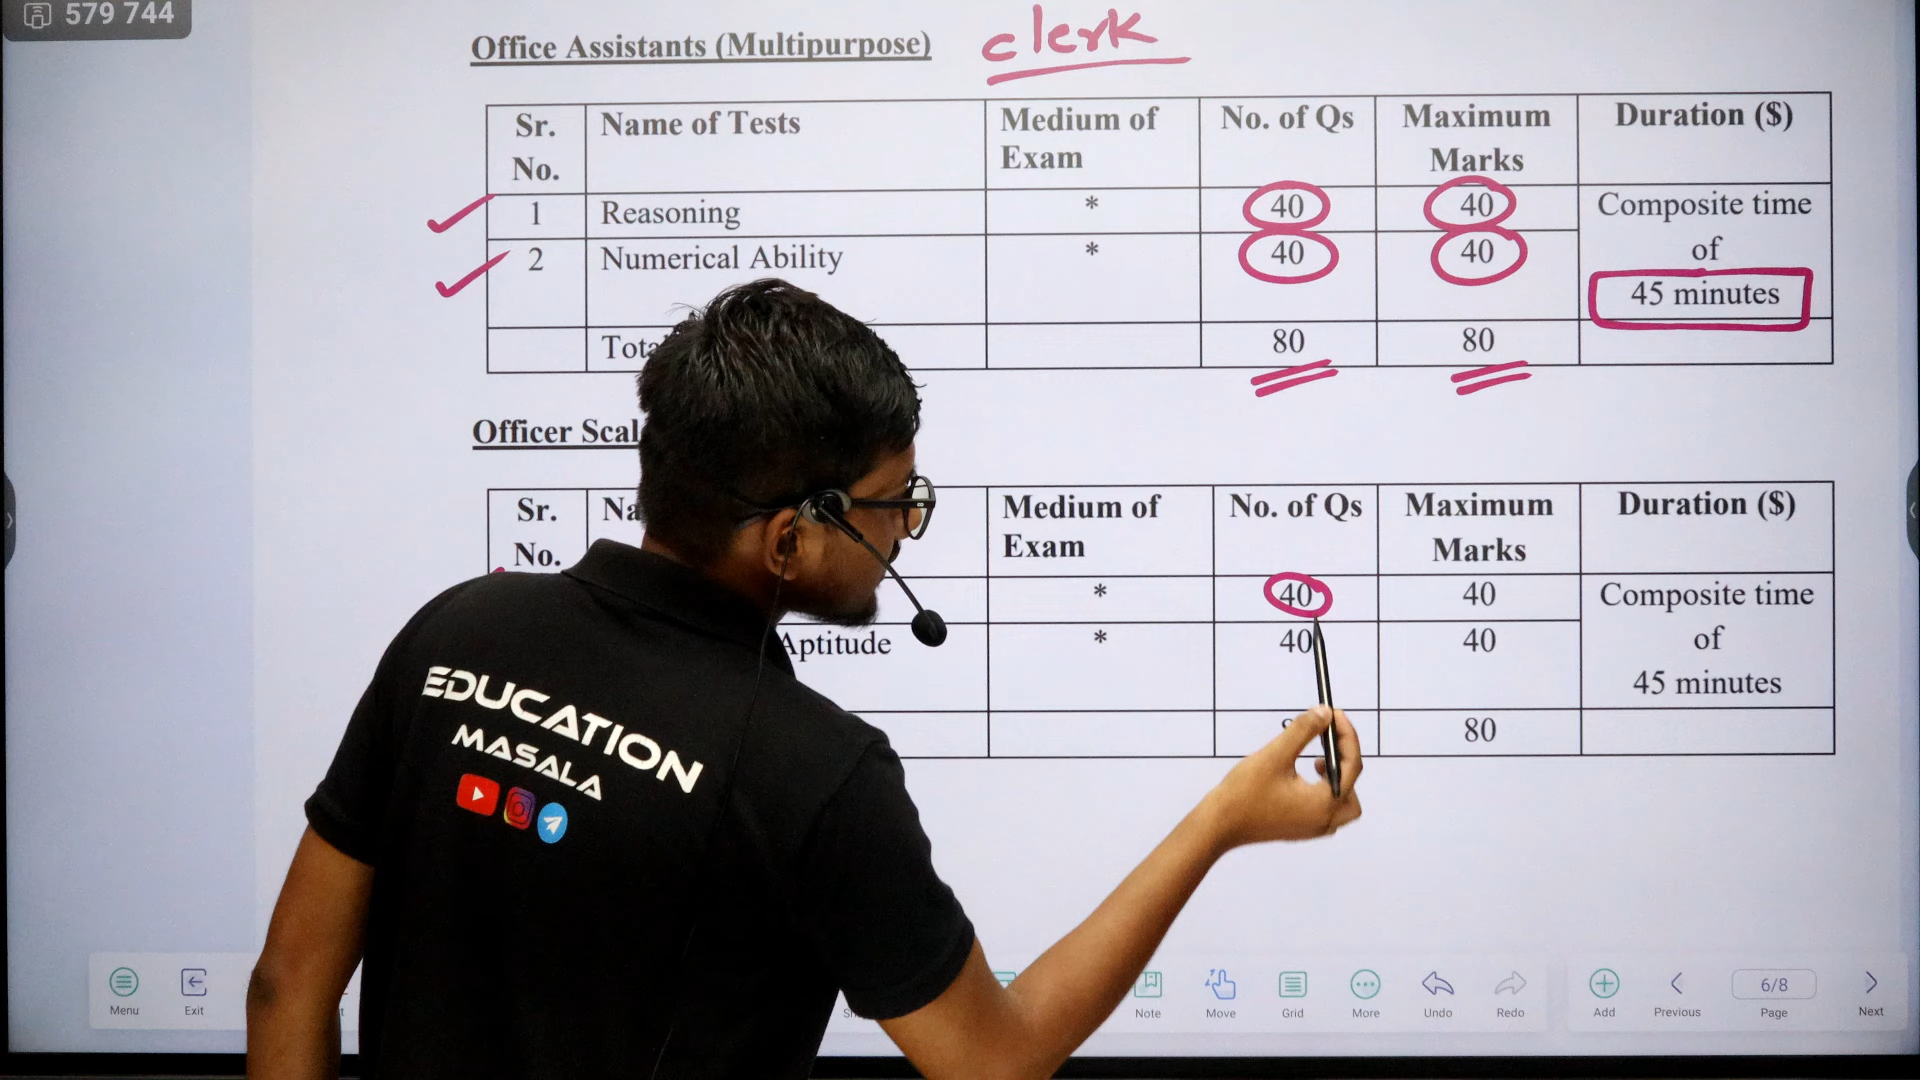 579 744
Office Assistants (Multipurpose) clerk
Sr. No. Name of Tests Medium of Exam No. of Qs Maximum Marks Duration ($)
1 Reasoning * 40 40 Composite time of 45 minutes
2 Numerical Ability * 40 40
80 80
Officer
Sr. No. Medium of Exam No. of Qs Maximum Marks Duration ($)
* 40 40 Composite time of 45 minutes
Aptitude * 40 40
80
EDUCATION
MASALA
Menu Exit Note Move Grid More Undo Redo Add Previous 6/8 Page Next